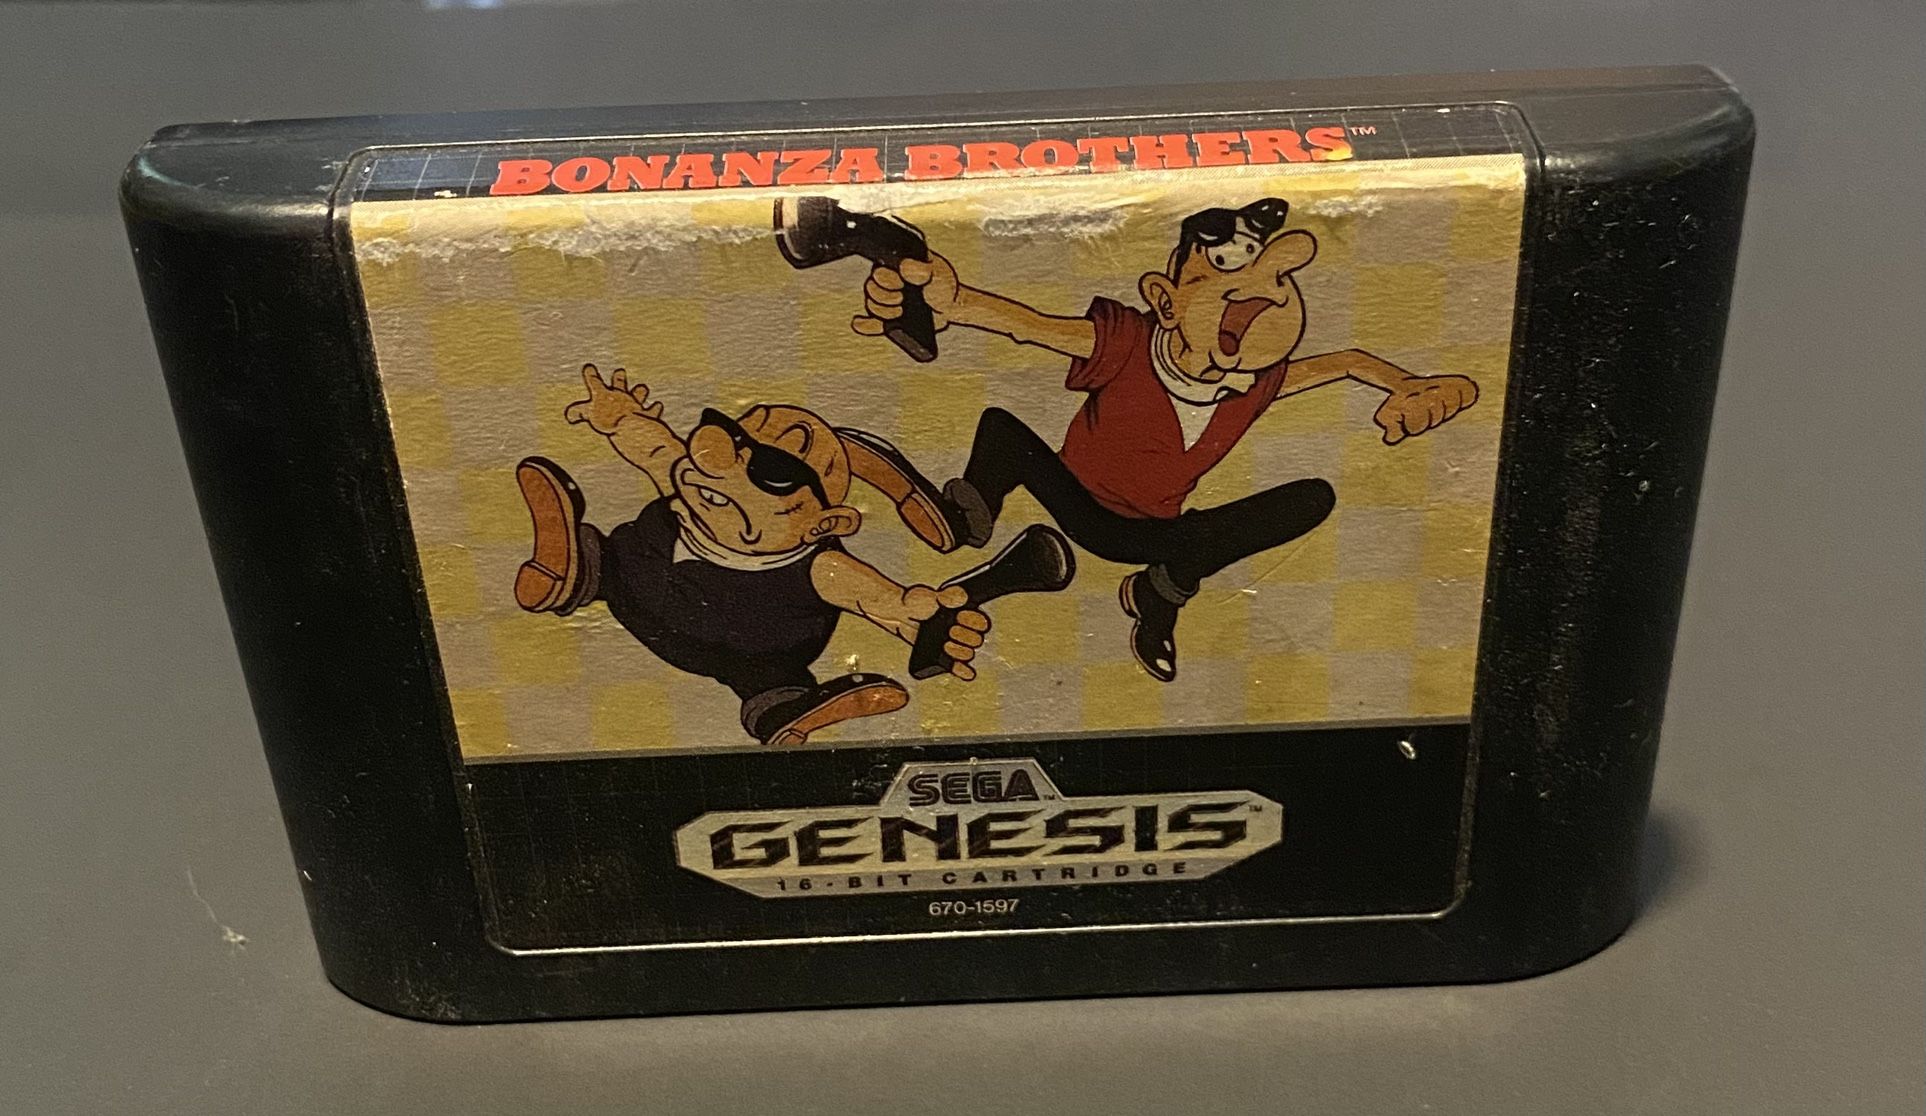 BONANZA BROTHERS™
SEGA™
GENESIS™
16-BIT CARTRIDGE
670-1597